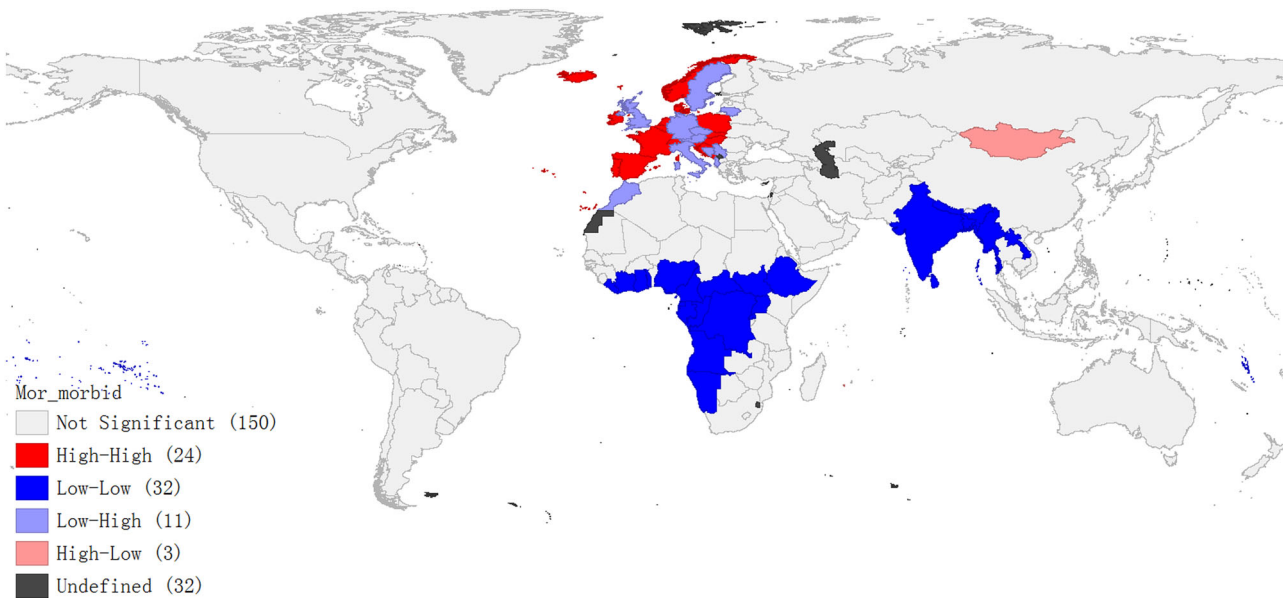 Mor_morbid
Not Significant (150)
High-High (24)
Low-Low (32)
Low-High (11)
High-Low (3)
Undefined (32)